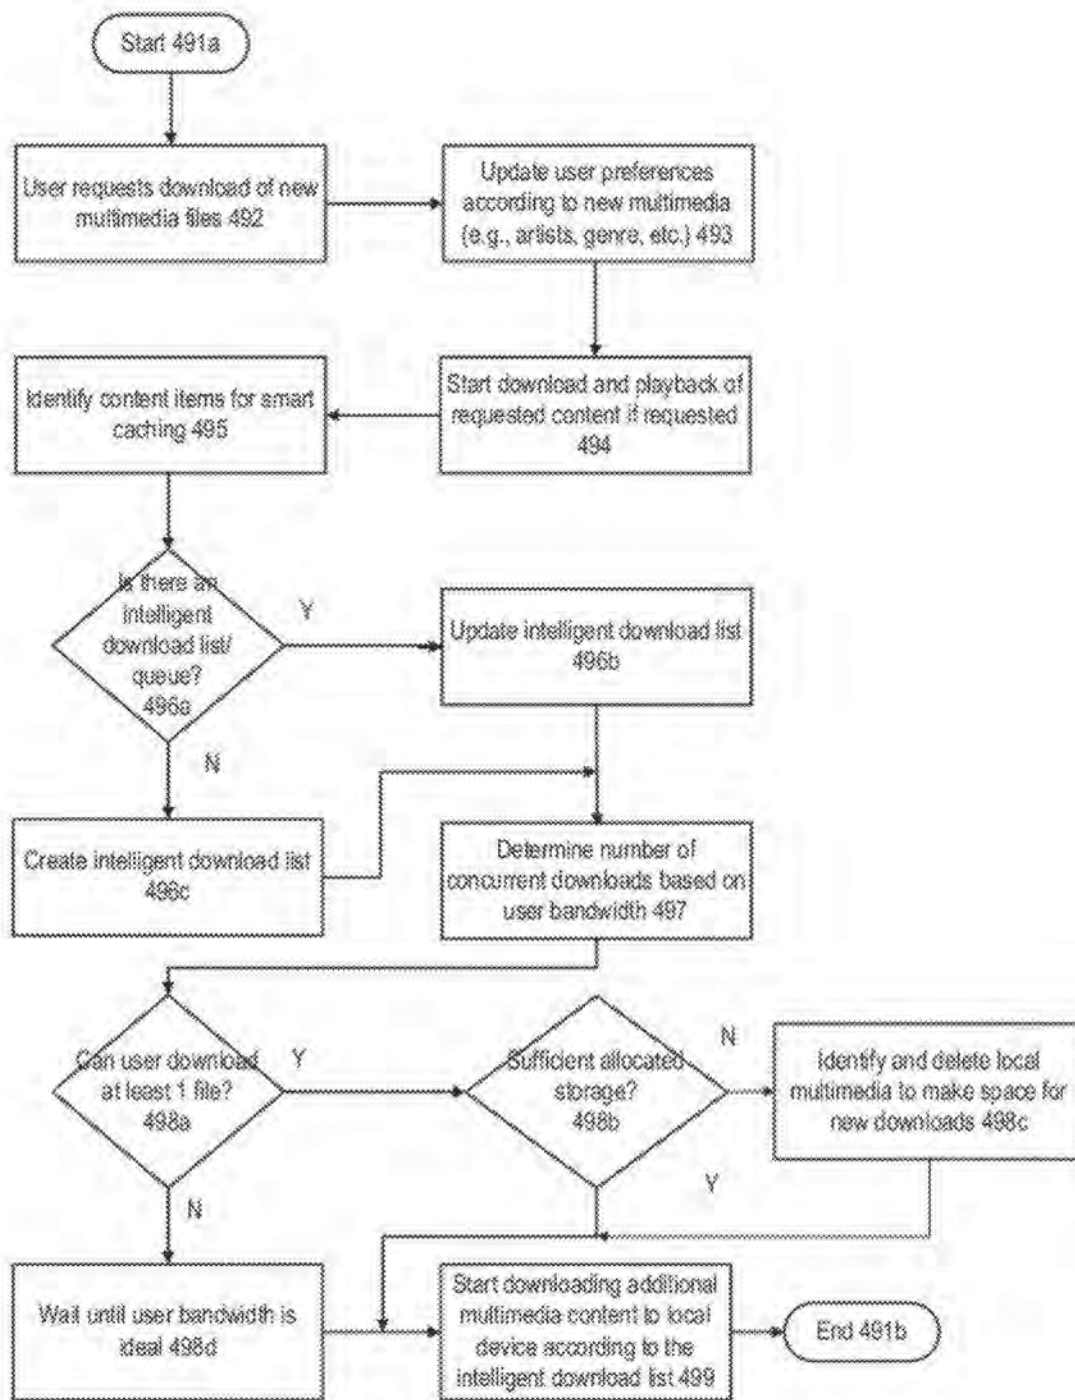 Start 491a
User requests download of new
multimedia files 492
Update user preferences
according to new multimedia
(e.g., artists, genre, etc.) 493
Identify content items for smart
caching 495
Start download and playback of
requested content if requested
494
Is there an
intelligent
download list/
queue?
496a
Y
Update intelligent download list
496b
N
Create intelligent download list
496c
Determine number of
concurrent downloads based on
user bandwidth 497
Can user download
at least 1 file?
498a
Y
Sufficient allocated
storage?
498b
N
Identify and delete local
multimedia to make space for
new downloads 498c
Y
N
Wait until user bandwidth is
ideal 498d
Start downloading additional
multimedia content to local
device according to the
intelligent download list 499
End 491b